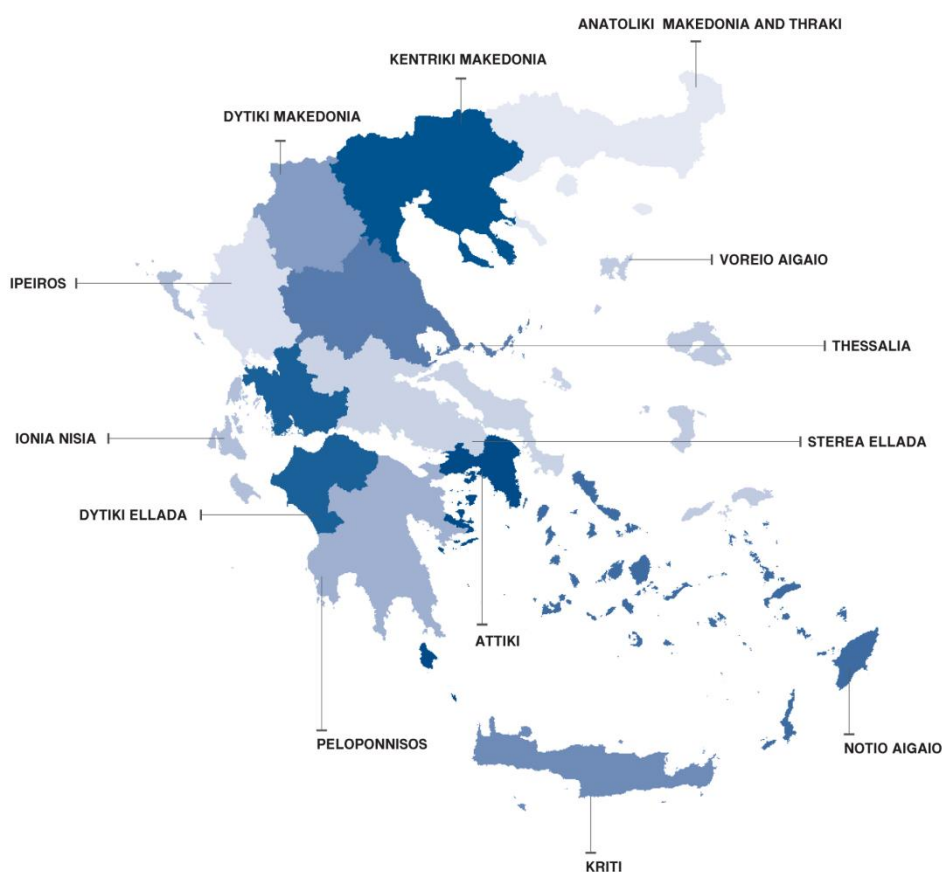 ANATOLIKI MAKEDONIA AND THRAKI
KENTRIKI MAKEDONIA
DYTIKI MAKEDONIA
VOREIO AIGAIO
IPEIROS
THESSALIA
IONIA NISIA
STEREA ELLADA
DYTIKI ELLADA
ATTIKI
PELOPONNISOS
NOTIO AIGAIO
KRITI